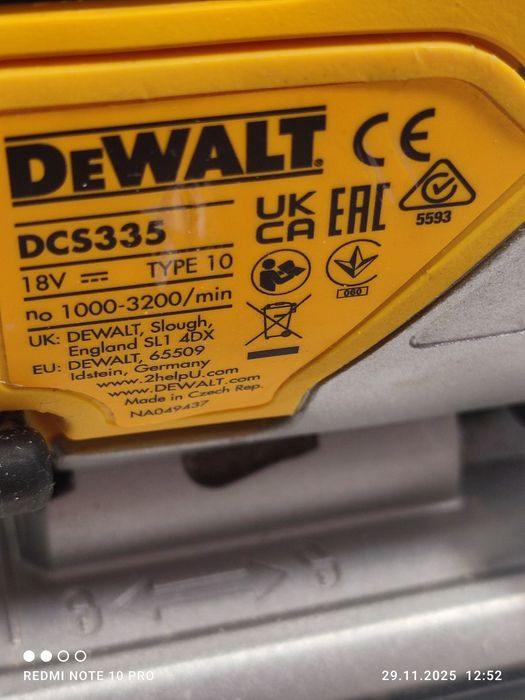 DEWALT®
CE
DCS335
UK
CA
EAC
5593
18V TYPE 10
060
no 1000-3200/min
UK: DEWALT, Slough,
England SL1 4DX
EU: DEWALT, 65509
Idstein, Germany
www.2helpU.com
www.DEWALT.com
Made in Czech Rep.
NA049437
REDMI NOTE 10 PRO
29.11.2025 12:52